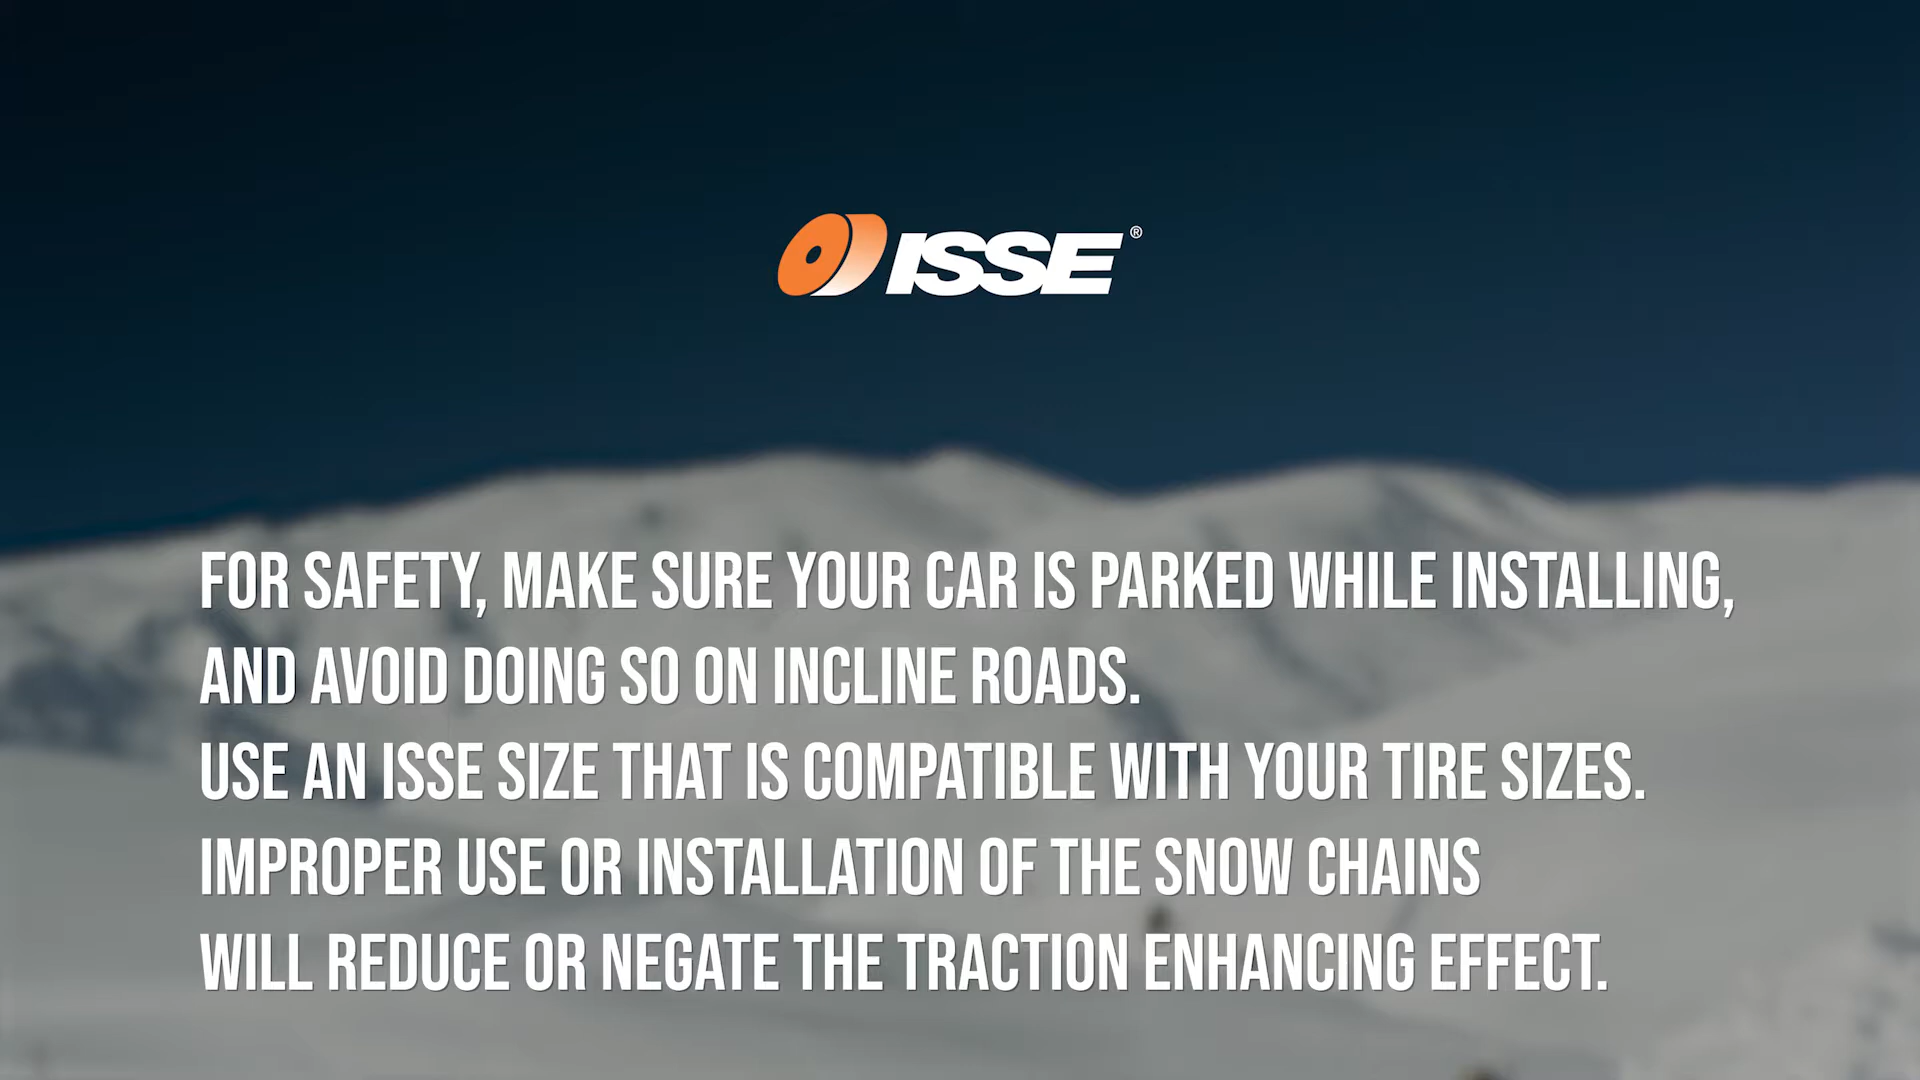 ISSE®
FOR SAFETY, MAKE SURE YOUR CAR IS PARKED WHILE INSTALLING,
AND AVOID DOING SO ON INCLINE ROADS.
USE AN ISSE SIZE THAT IS COMPATIBLE WITH YOUR TIRE SIZES.
IMPROPER USE OR INSTALLATION OF THE SNOW CHAINS
WILL REDUCE OR NEGATE THE TRACTION ENHANCING EFFECT.